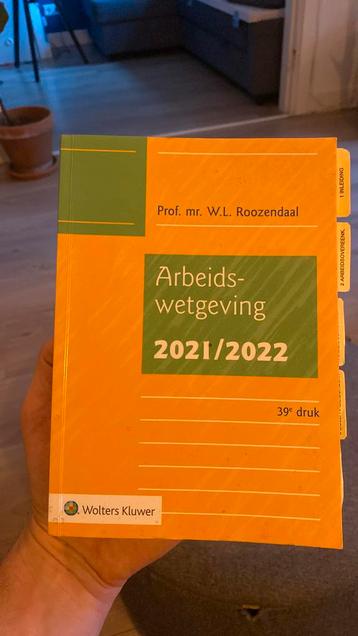 Prof. mr. W.L. Roozendaal
Arbeids-
wetgeving
2021/2022
39e druk
Wolters Kluwer
1 INLEIDING
2 ARBEIDSOVEREENK.